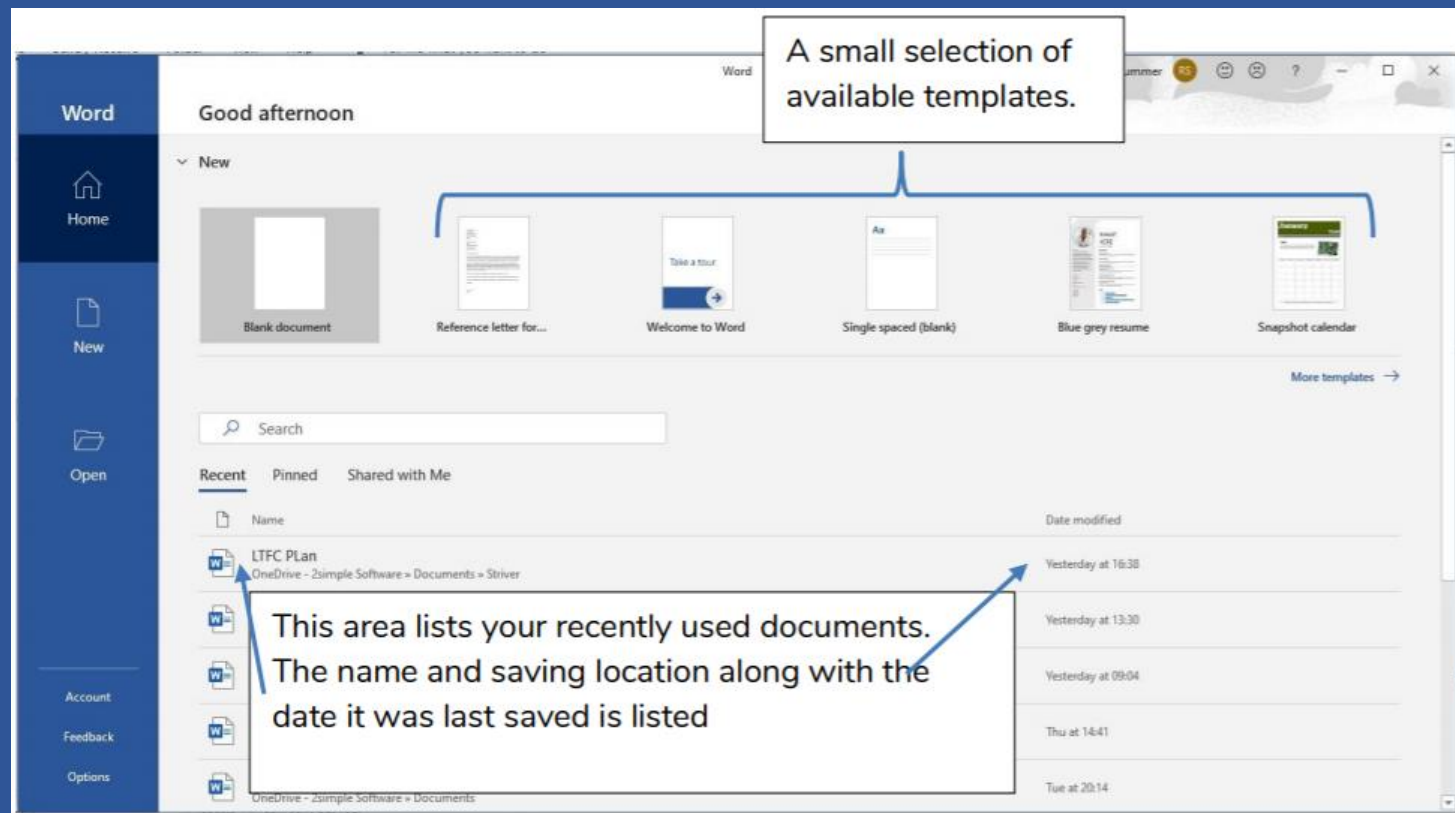 Word
A small selection of
available templates.
ummer RS ?
Word
Good afternoon
New
Home
Blank document
Reference letter for...
Take a tour
Welcome to Word
Aa
Single spaced (blank)
Blue grey resume
Snapshot calendar
New
More templates
Search
Open
Recent Pinned Shared with Me
Name Date modified
LTFC PLan
OneDrive - 2simple Software » Documents » Striver
Yesterday at 16:38
This area lists your recently used documents.
The name and saving location along with the
date it was last saved is listed
Yesterday at 13:30
Yesterday at 09:04
Thu at 14:41
Tue at 20:14
OneDrive - 2simple Software » Documents
Account
Feedback
Options